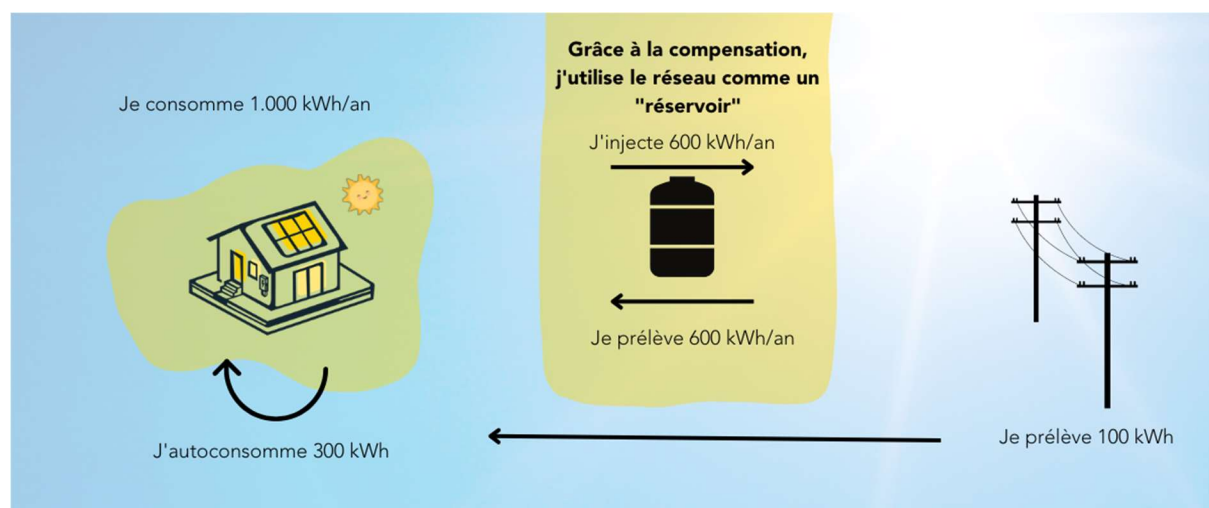 Grâce à la compensation,
j'utilise le réseau comme un
"réservoir"
Je consomme 1.000 kWh/an
J'injecte 600 kWh/an
Je prélève 600 kWh/an
J'autoconsomme 300 kWh
Je prélève 100 kWh